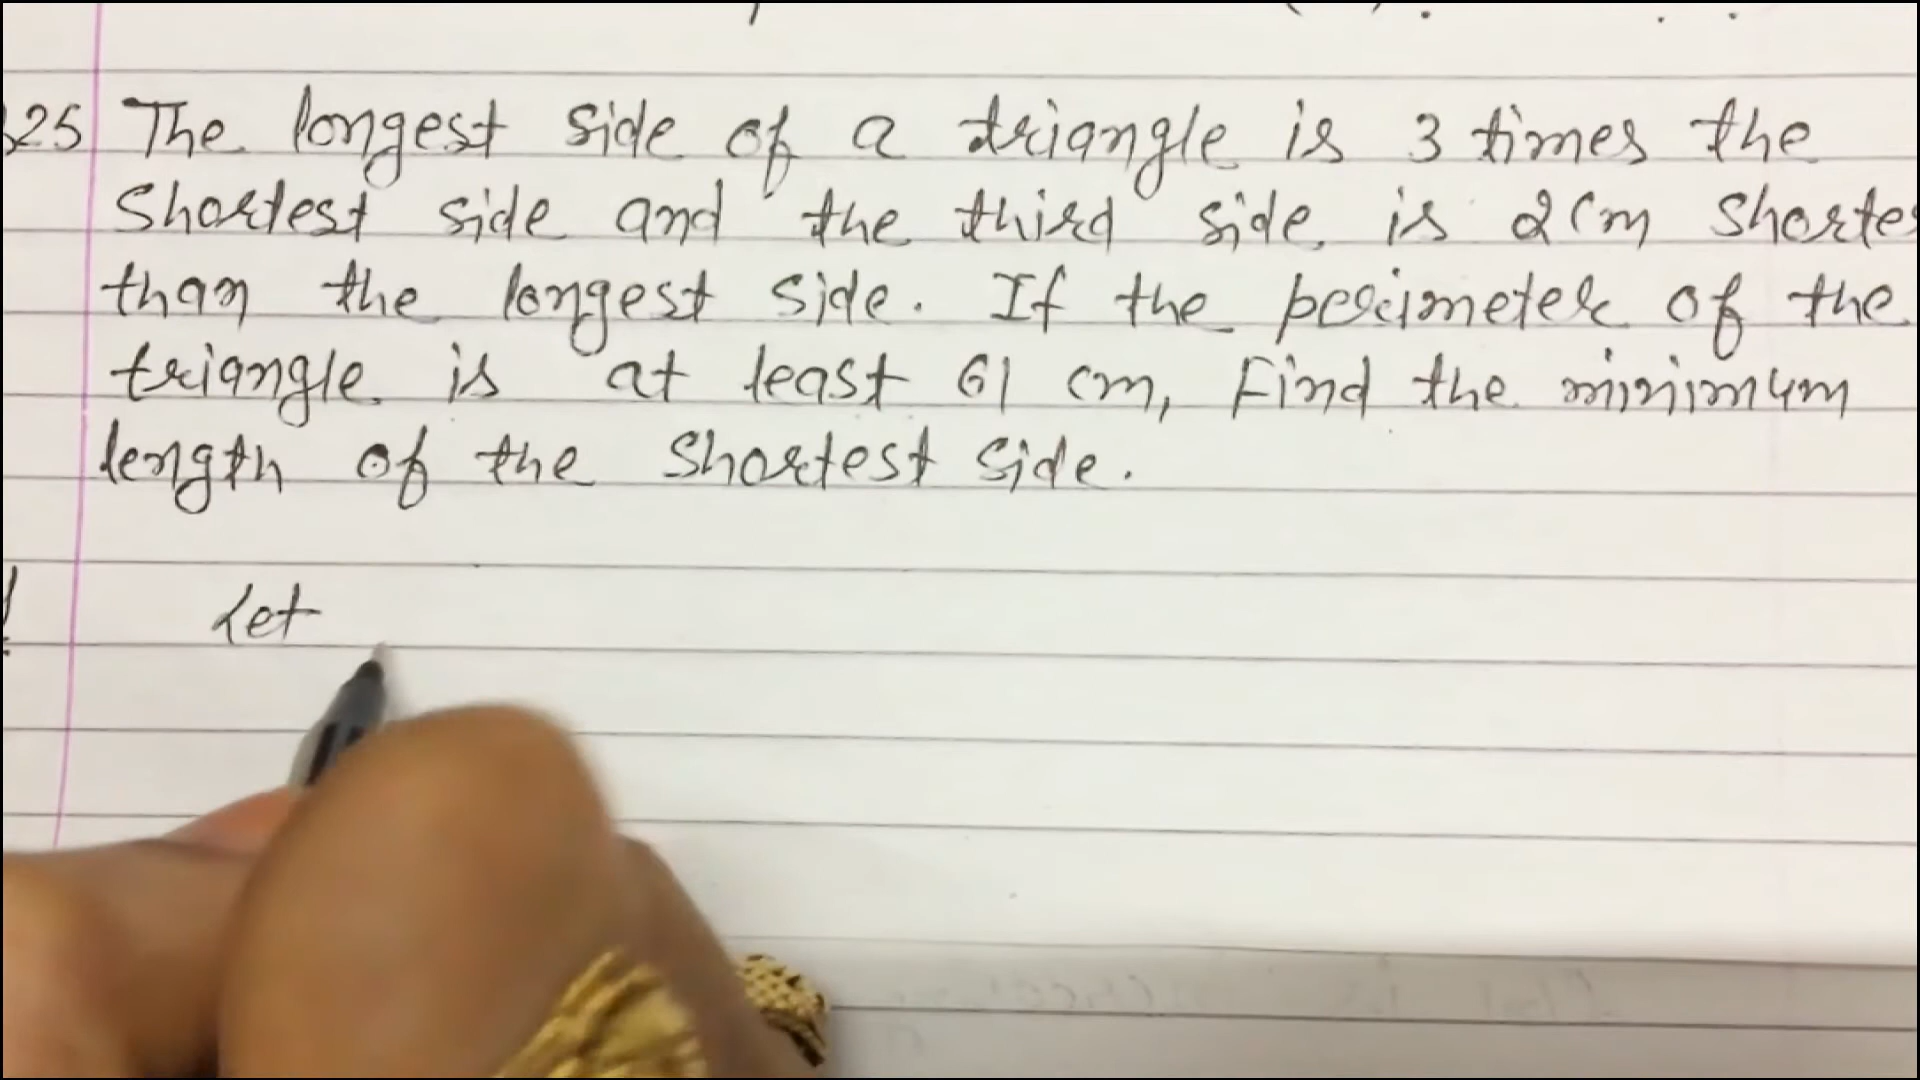 25 The longest side of a triangle is 3 times the
Shortest side and the third side is 2 Cm Shorte
than the longest side. If the perimeter of the
triangle is at least 61 cm, Find the minimum
length of the Shortest Side.
Let